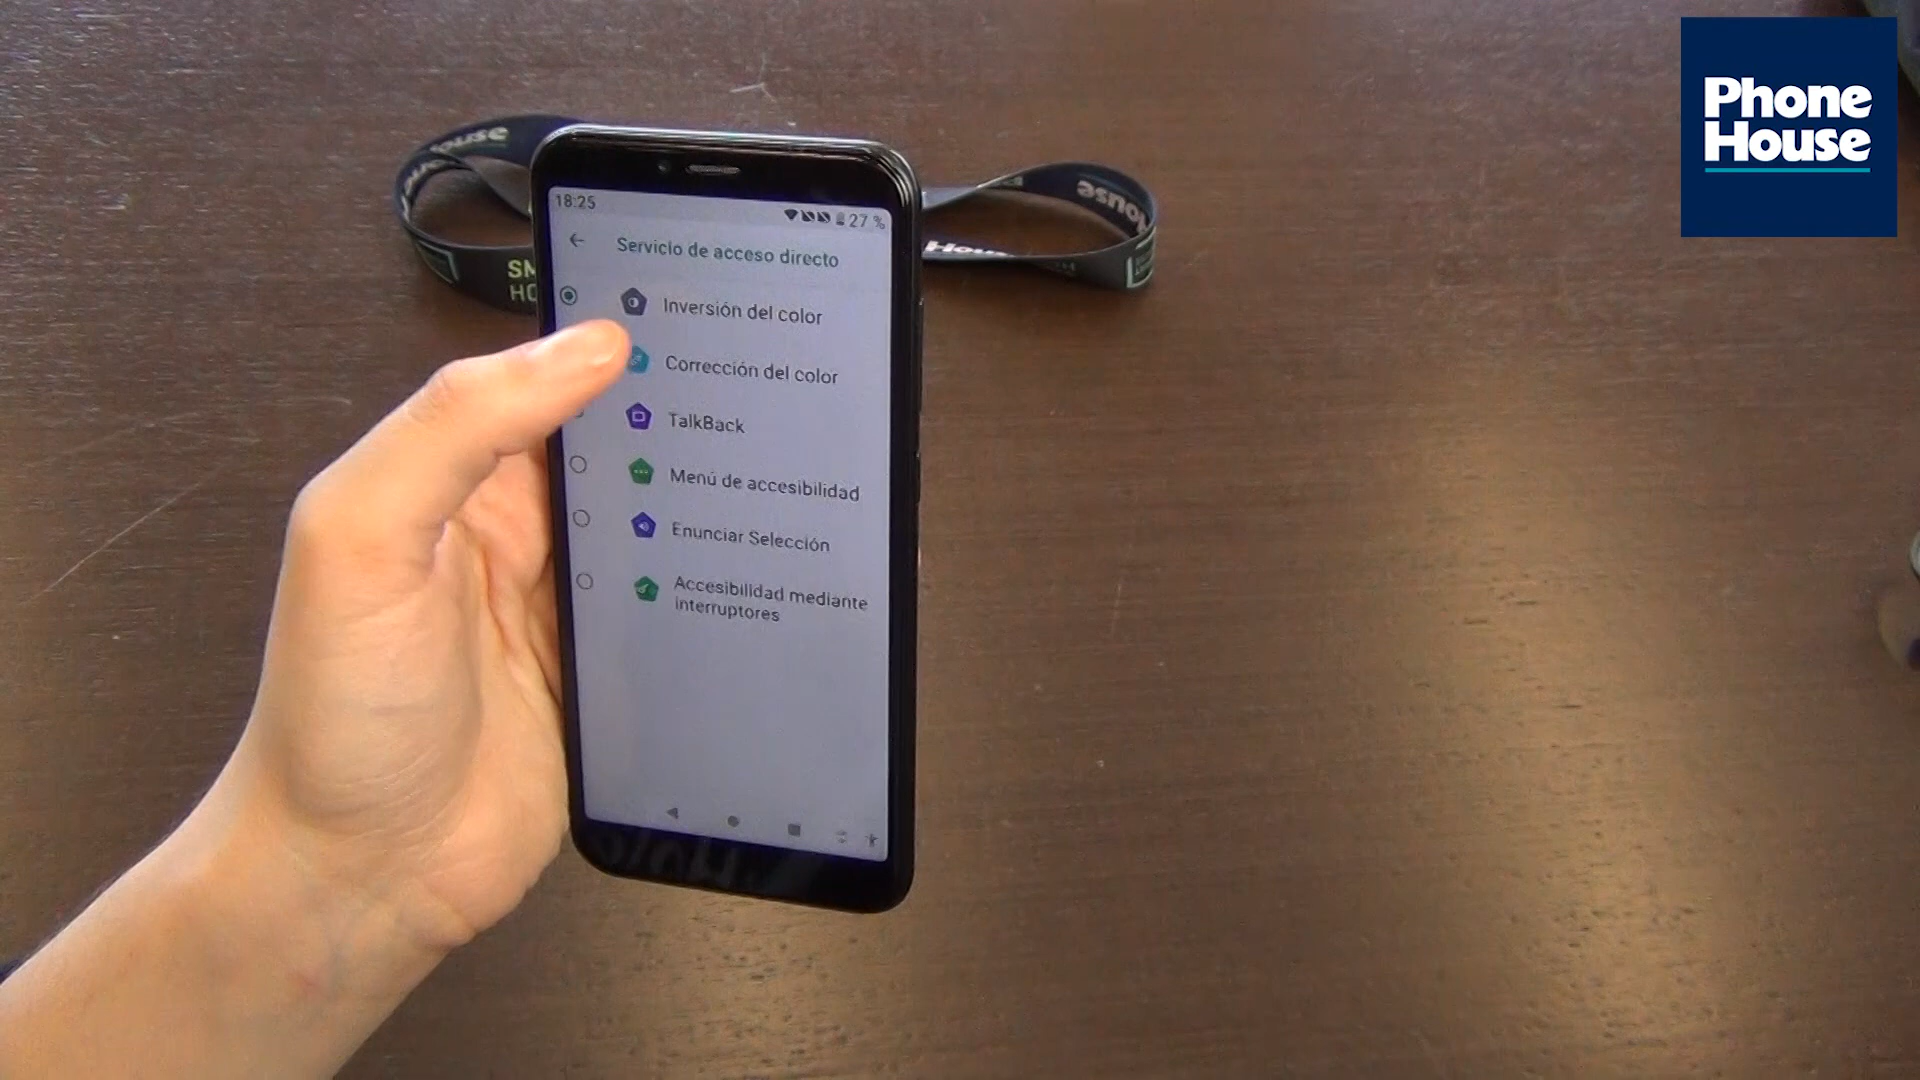 Phone
House
18:25
27 %
Servicio de acceso directo
Inversión del color
Corrección del color
TalkBack
Menú de accesibilidad
Enunciar Selección
Accesibilidad mediante
interruptores
House